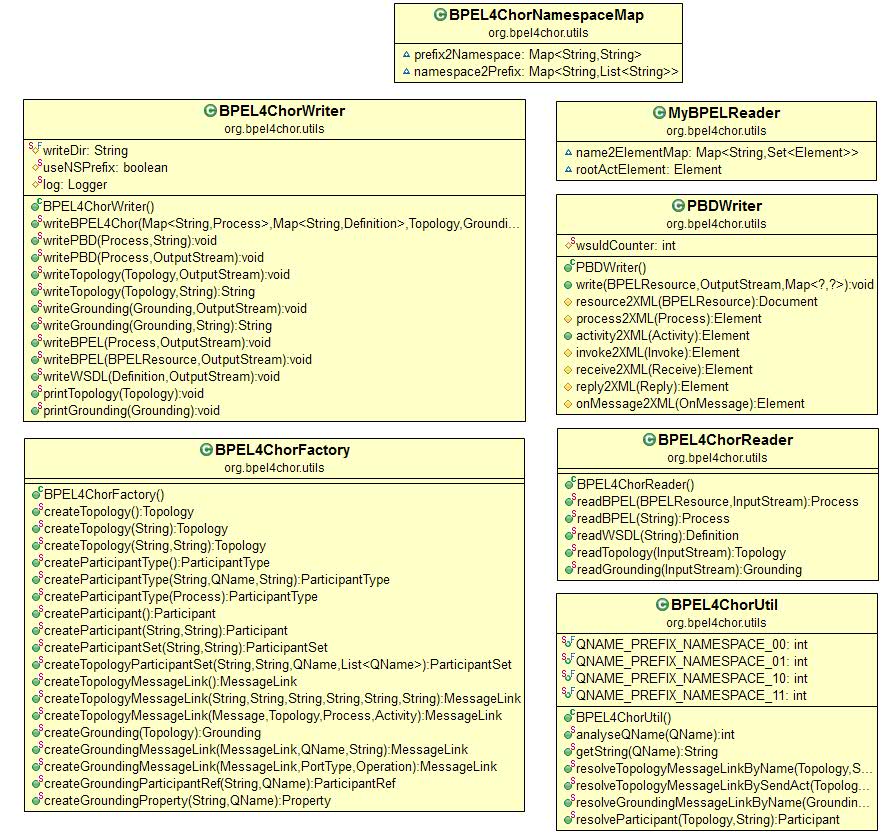 BPEL4ChorNamespaceMap
org.bpel4chor.utils
prefix2Namespace: Map<String,String>
namespace2Prefix: Map<String,List<String>>
BPEL4ChorWriter
org.bpel4chor.utils
writeDir: String
useNSPrefix: boolean
log: Logger
BPEL4ChorWriter()
writeBPEL4Chor(Map<String,Process>,Map<String,Definition>,Topology,Groundi...
writePBD(Process,String):void
writePBD(Process,OutputStream):void
writeTopology(Topology,OutputStream):void
writeTopology(Topology,String):String
writeGrounding(Grounding,OutputStream):void
writeGrounding(Grounding,String):String
writeBPEL(Process,OutputStream):void
writeBPEL(BPELResource,OutputStream):void
writeWSDL(Definition,OutputStream):void
printTopology(Topology):void
printGrounding(Grounding):void
BPEL4ChorFactory
org.bpel4chor.utils
BPEL4ChorFactory()
createTopology():Topology
createTopology(String):Topology
createTopology(String,String):Topology
createParticipantType():ParticipantType
createParticipantType(String,QName,String):ParticipantType
createParticipantType(Process):ParticipantType
createParticipant():Participant
createParticipant(String,String):Participant
createParticipantSet(String,String):ParticipantSet
createTopologyParticipantSet(String,String,QName,List<QName>):ParticipantSet
createTopologyMessageLink():MessageLink
createTopologyMessageLink(String,String,String,String,String):MessageLink
createTopologyMessageLink(Message,Topology,Process,Activity):MessageLink
createGrounding(Topology):Grounding
createGroundingMessageLink(MessageLink,QName,String):MessageLink
createGroundingMessageLink(MessageLink,PortType,Operation):MessageLink
createGroundingParticipantRef(String,QName):ParticipantRef
createGroundingProperty(String,QName):Property
MyBPELReader
org.bpel4chor.utils
name2ElementMap: Map<String,Set<Element>>
rootActElement: Element
PBDWriter
org.bpel4chor.utils
wsuIdCounter: int
PBDWriter()
write(BPELResource,OutputStream,Map<?,?>):void
resource2XML(BPELResource):Document
process2XML(Process):Element
activity2XML(Activity):Element
invoke2XML(Invoke):Element
receive2XML(Receive):Element
reply2XML(Reply):Element
onMessage2XML(OnMessage):Element
BPEL4ChorReader
org.bpel4chor.utils
BPEL4ChorReader()
readBPEL(BPELResource,InputStream):Process
readBPEL(String):Process
readWSDL(String):Definition
readTopology(InputStream):Topology
readGrounding(InputStream):Grounding
BPEL4ChorUtil
org.bpel4chor.utils
QNAME_PREFIX_NAMESPACE_00: int
QNAME_PREFIX_NAMESPACE_01: int
QNAME_PREFIX_NAMESPACE_10: int
QNAME_PREFIX_NAMESPACE_11: int
BPEL4ChorUtil()
analyseQName(QName):int
getString(QName):String
resolveTopologyMessageLinkByName(Topology,S...
resolveTopologyMessageLinkBySendAct(Topolog...
resolveGroundingMessageLinkByName(Groundin...
resolveParticipant(Topology,String):Participant